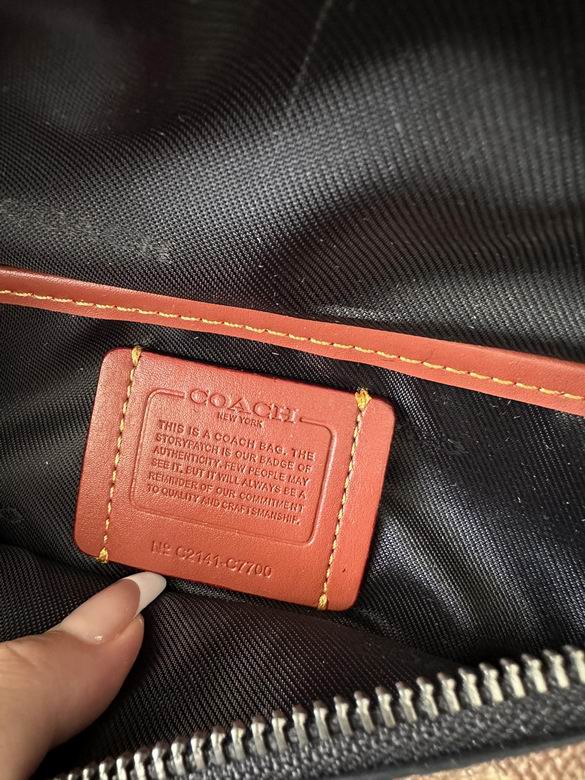 COACH
NEW YORK
THIS IS A COACH BAG. THE
STORYPATCH IS OUR BADGE OF
AUTHENTICITY. FEW PEOPLE MAY
SEE IT. BUT IT WILL ALWAYS BE A
REMINDER OF OUR COMMITMENT
TO QUALITY AND CRAFTSMANSHIP.
Nº C2141-C7700